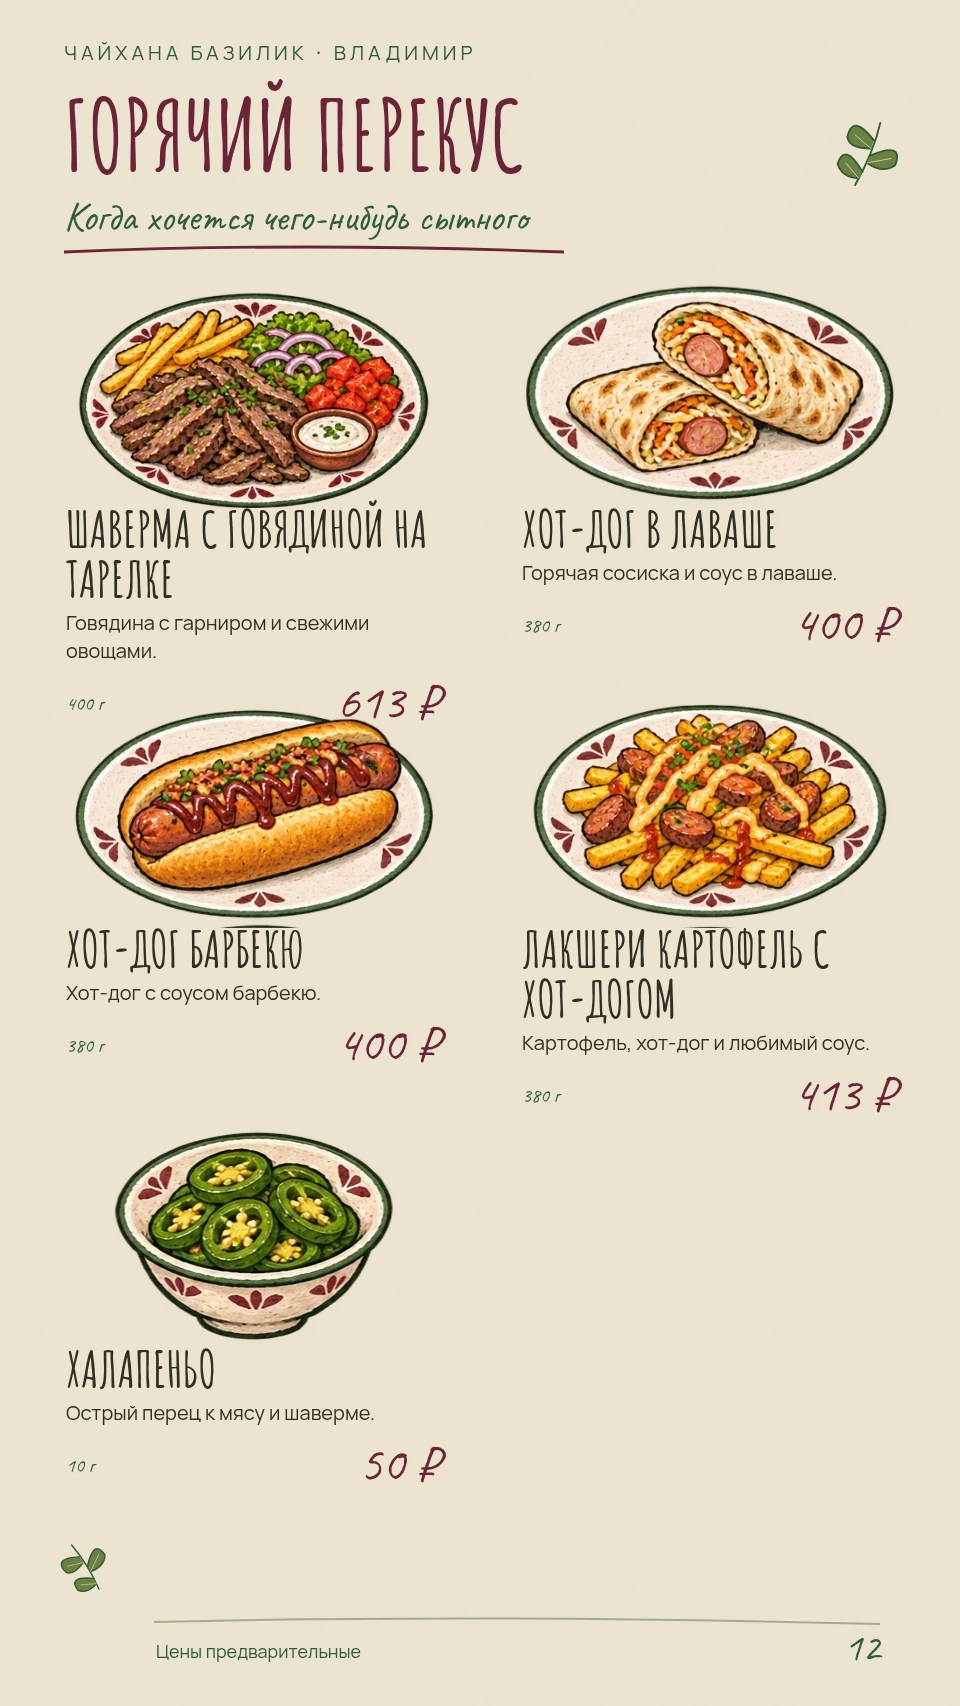 ЧАЙХАНА БАЗИЛИК · ВЛАДИМИР
ГОРЯЧИЙ ПЕРЕКУС
Когда хочется чего-нибудь сытного
ШАВЕРМА С ГОВЯДИНОЙ НА
ТАРЕЛКЕ
Говядина с гарниром и свежими
овощами.
400 г
613 ₽
ХОТ-ДОГ В ЛАВАШЕ
Горячая сосиска и соус в лаваше.
380 г
400 ₽
ХОТ-ДОГ БАРБЕКЮ
Хот-дог с соусом барбекю.
380 г
400 ₽
ЛАКШЕРИ КАРТОФЕЛЬ С
ХОТ-ДОГОМ
Картофель, хот-дог и любимый соус.
380 г
413 ₽
ХАЛАПЕНЬО
Острый перец к мясу и шаверме.
10 г
50 ₽
Цены предварительные
12